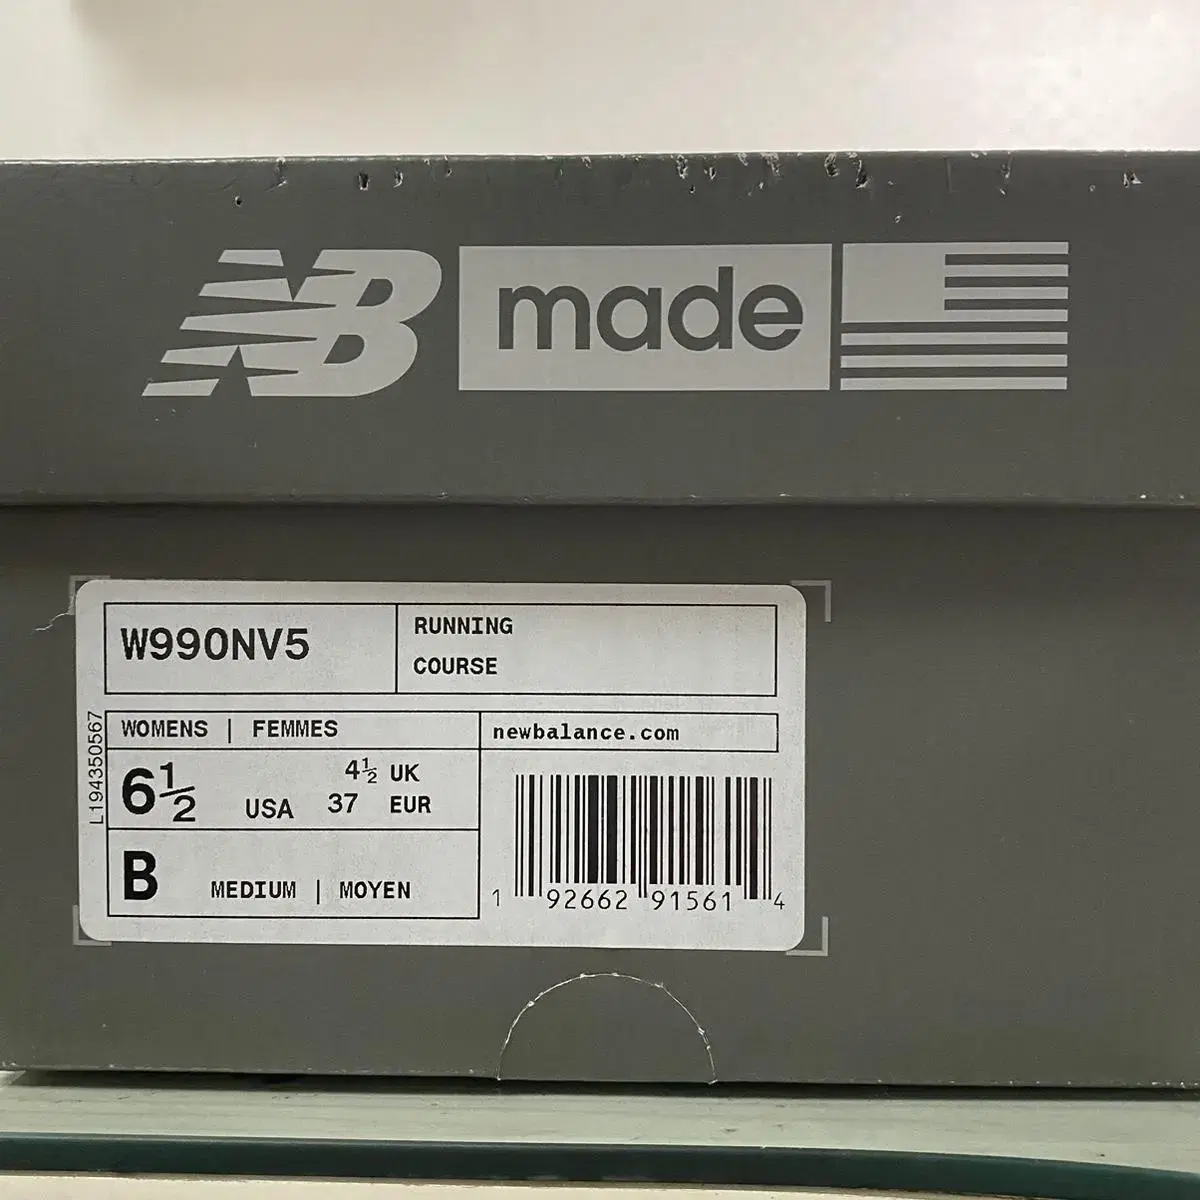 NB made
W990NV5
RUNNING
COURSE
L194350567
WOMENS | FEMMES
newbalance.com
6½ USA 4½ UK
37 EUR
B MEDIUM | MOYEN
1 92662 91561 4